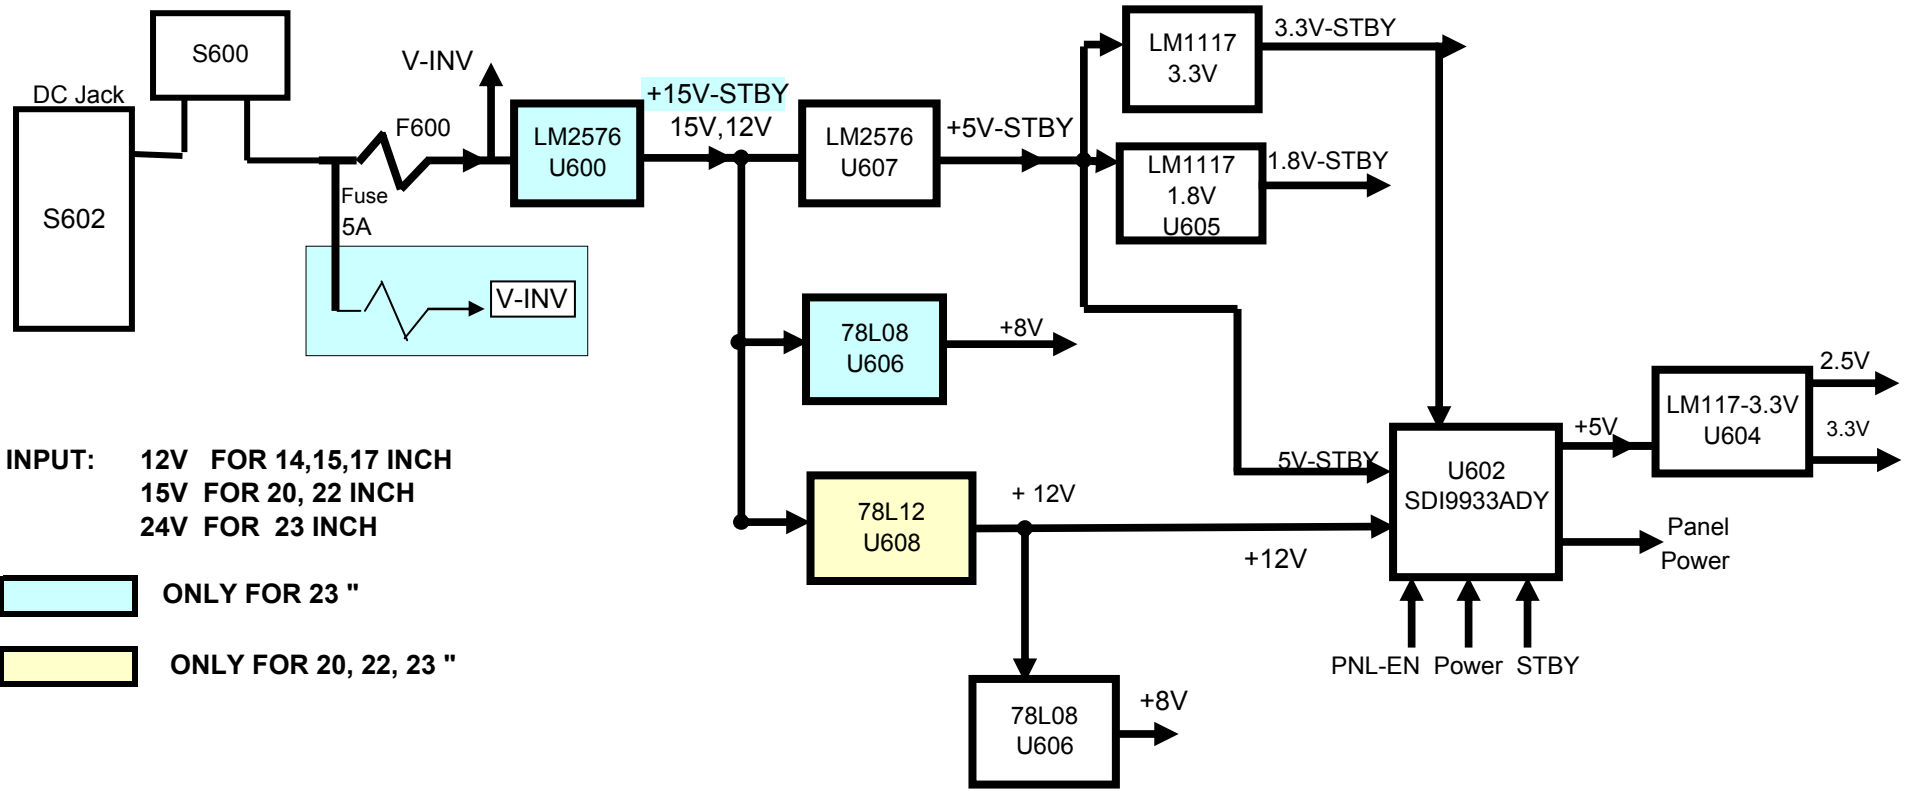 S600
DC Jack
S602
F600
Fuse
5A
V-INV
V-INV
LM2576
U600
+15V-STBY
15V,12V
LM2576
U607
+5V-STBY
LM1117
3.3V
3.3V-STBY
LM1117
1.8V
U605
1.8V-STBY
78L08
U606
+8V
78L12
U608
+ 12V
+12V
78L08
U606
+8V
5V-STBY
U602
SDI9933ADY
PNL-EN Power STBY
+5V
LM117-3.3V
U604
2.5V
3.3V
Panel
Power
INPUT: 12V FOR 14,15,17 INCH
15V FOR 20, 22 INCH
24V FOR 23 INCH
ONLY FOR 23 "
ONLY FOR 20, 22, 23 "